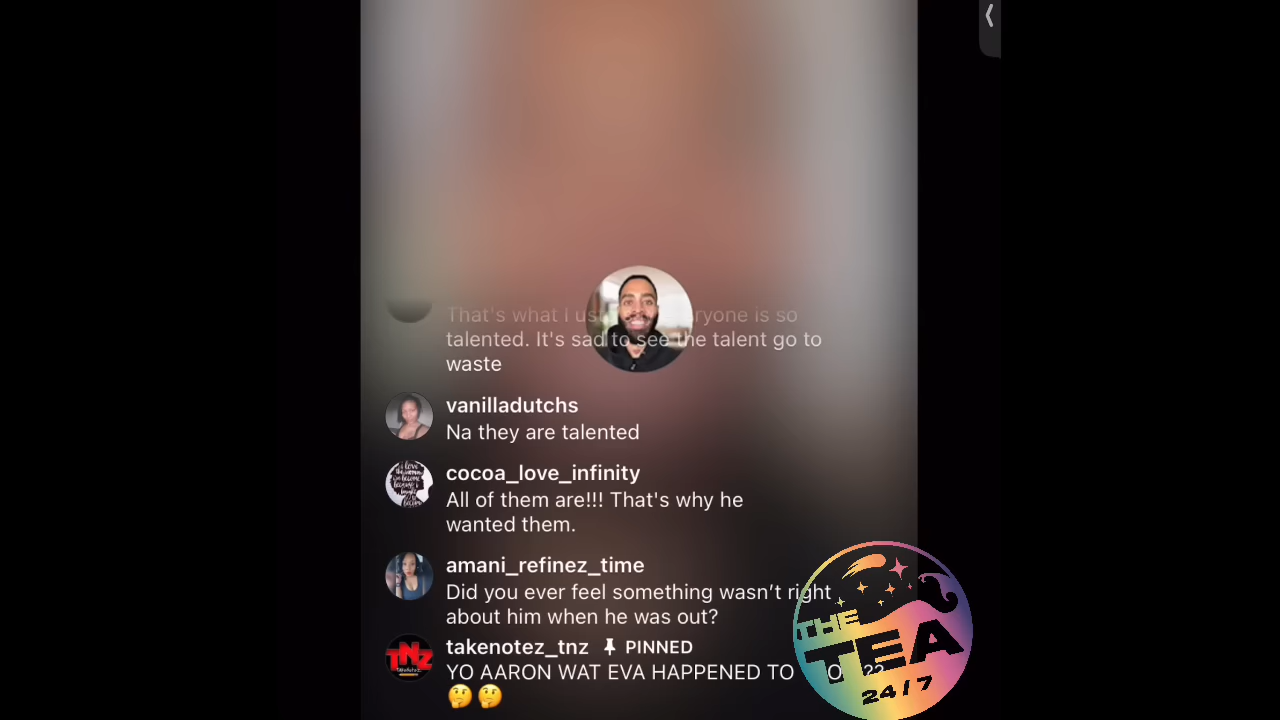 That's what I us ryone is so
talented. It's sad to see the talent go to
waste
vanilladutchs
Na they are talented
cocoa_love_infinity
All of them are!!! That's why he
wanted them.
amani_refinez_time
Did you ever feel something wasn’t right
about him when he was out?
takenotez_tnz PINNED
YO AARON WAT EVA HAPPENED TO
🤔🤔
TNZ
THE
TEA
24/7